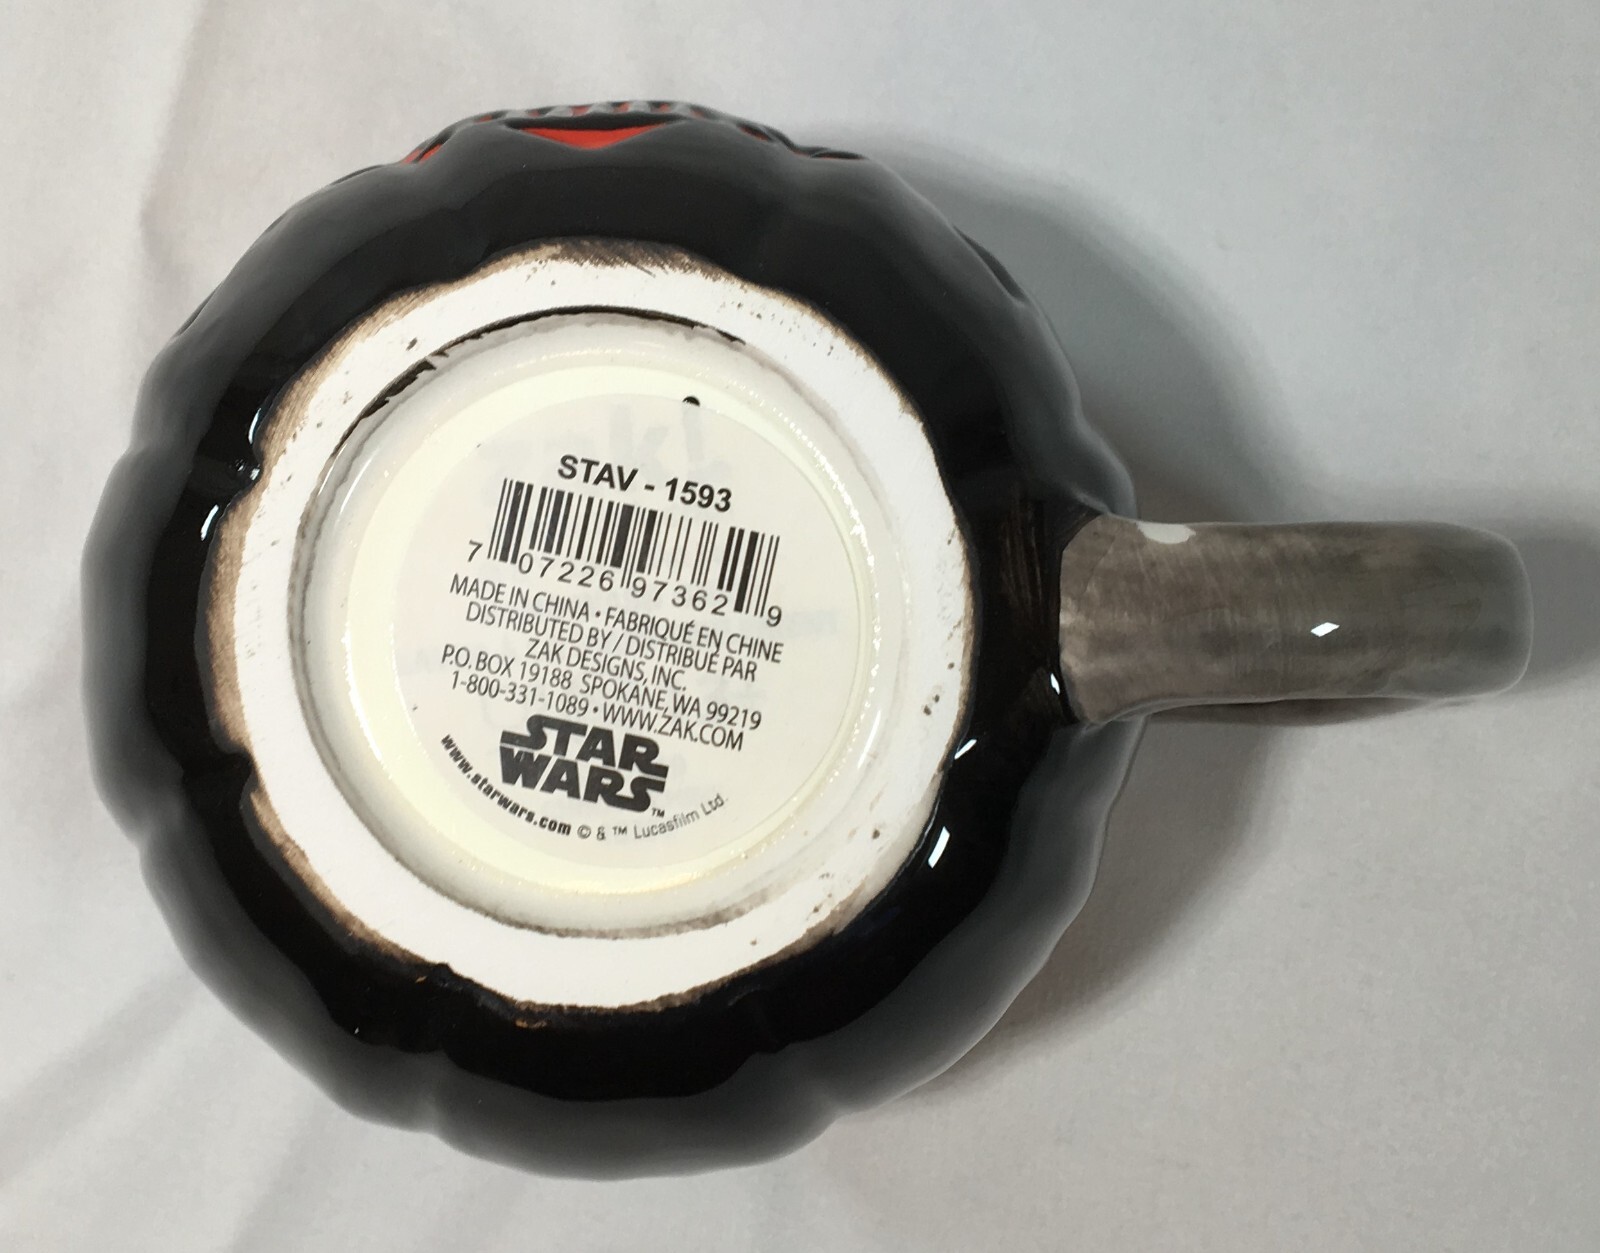 STAV - 1593
7 07226 97362 9
MADE IN CHINA • FABRIQUÉ EN CHINE
DISTRIBUTED BY / DISTRIBUÉ PAR
ZAK DESIGNS, INC.
P.O. BOX 19188 SPOKANE, WA 99219
1-800-331-1089 • WWW.ZAK.COM
STAR
WARS™
www.starwars.com © & ™ Lucasfilm Ltd.